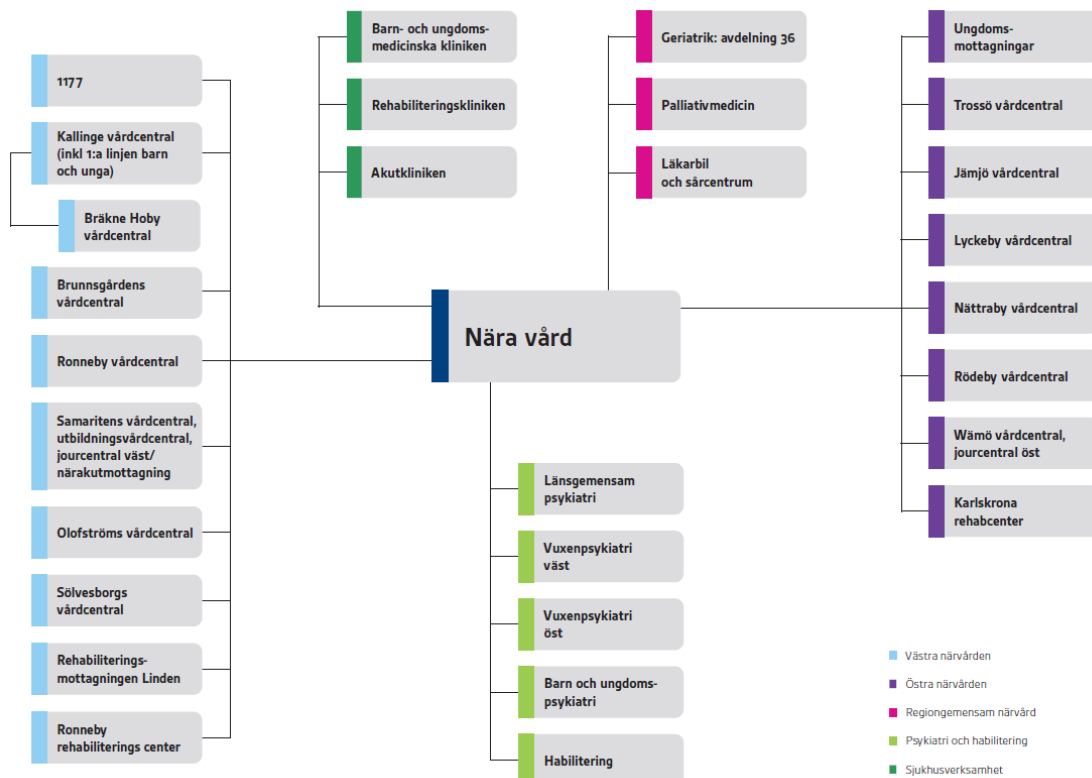 1177
Kallinge vårdcentral
(inkl 1:a linjen barn
och unga)
Bräkne Hoby
vårdcentral
Brunnsgårdens
vårdcentral
Ronneby vårdcentral
Samaritens vårdcentral,
utbildningsvårdcentral,
jourcentral väst/
närakutmottagning
Olofströms vårdcentral
Sölvesborgs
vårdcentral
Rehabiliterings-
mottagningen Linden
Ronneby
rehabiliterings center
Barn- och ungdoms-
medicinska kliniken
Rehabiliteringskliniken
Akutkliniken
Geriatrik: avdelning 36
Palliativmedicin
Läkarbil
och sårcentrum
Nära vård
Länsgemensam
psykiatri
Vuxenpsykiatri
väst
Vuxenpsykiatri
öst
Barn och ungdoms-
psykiatri
Habilitering
Ungdoms-
mottagningar
Trossö vårdcentral
Jämjö vårdcentral
Lyckeby vårdcentral
Nättraby vårdcentral
Rödeby vårdcentral
Wämö vårdcentral,
jourcentral öst
Karlskrona
rehabcenter
Västra närvården
Östra närvården
Regiongemensam närvård
Psykiatri och habilitering
Sjukhusverksamhet